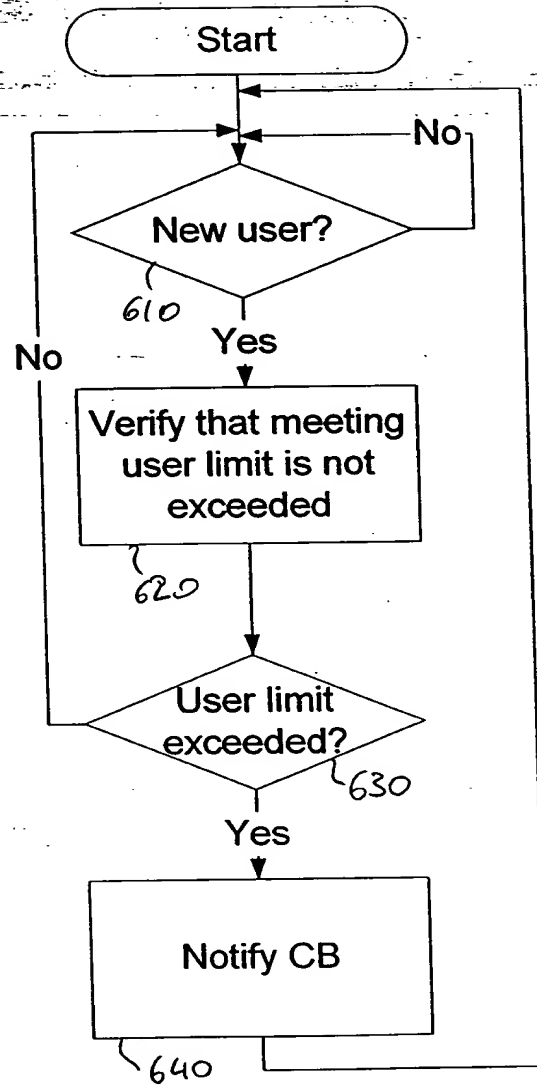 Start
No
New user?
610
Yes
No
Verify that meeting
user limit is not
exceeded
620
User limit
exceeded?
630
Yes
Notify CB
640